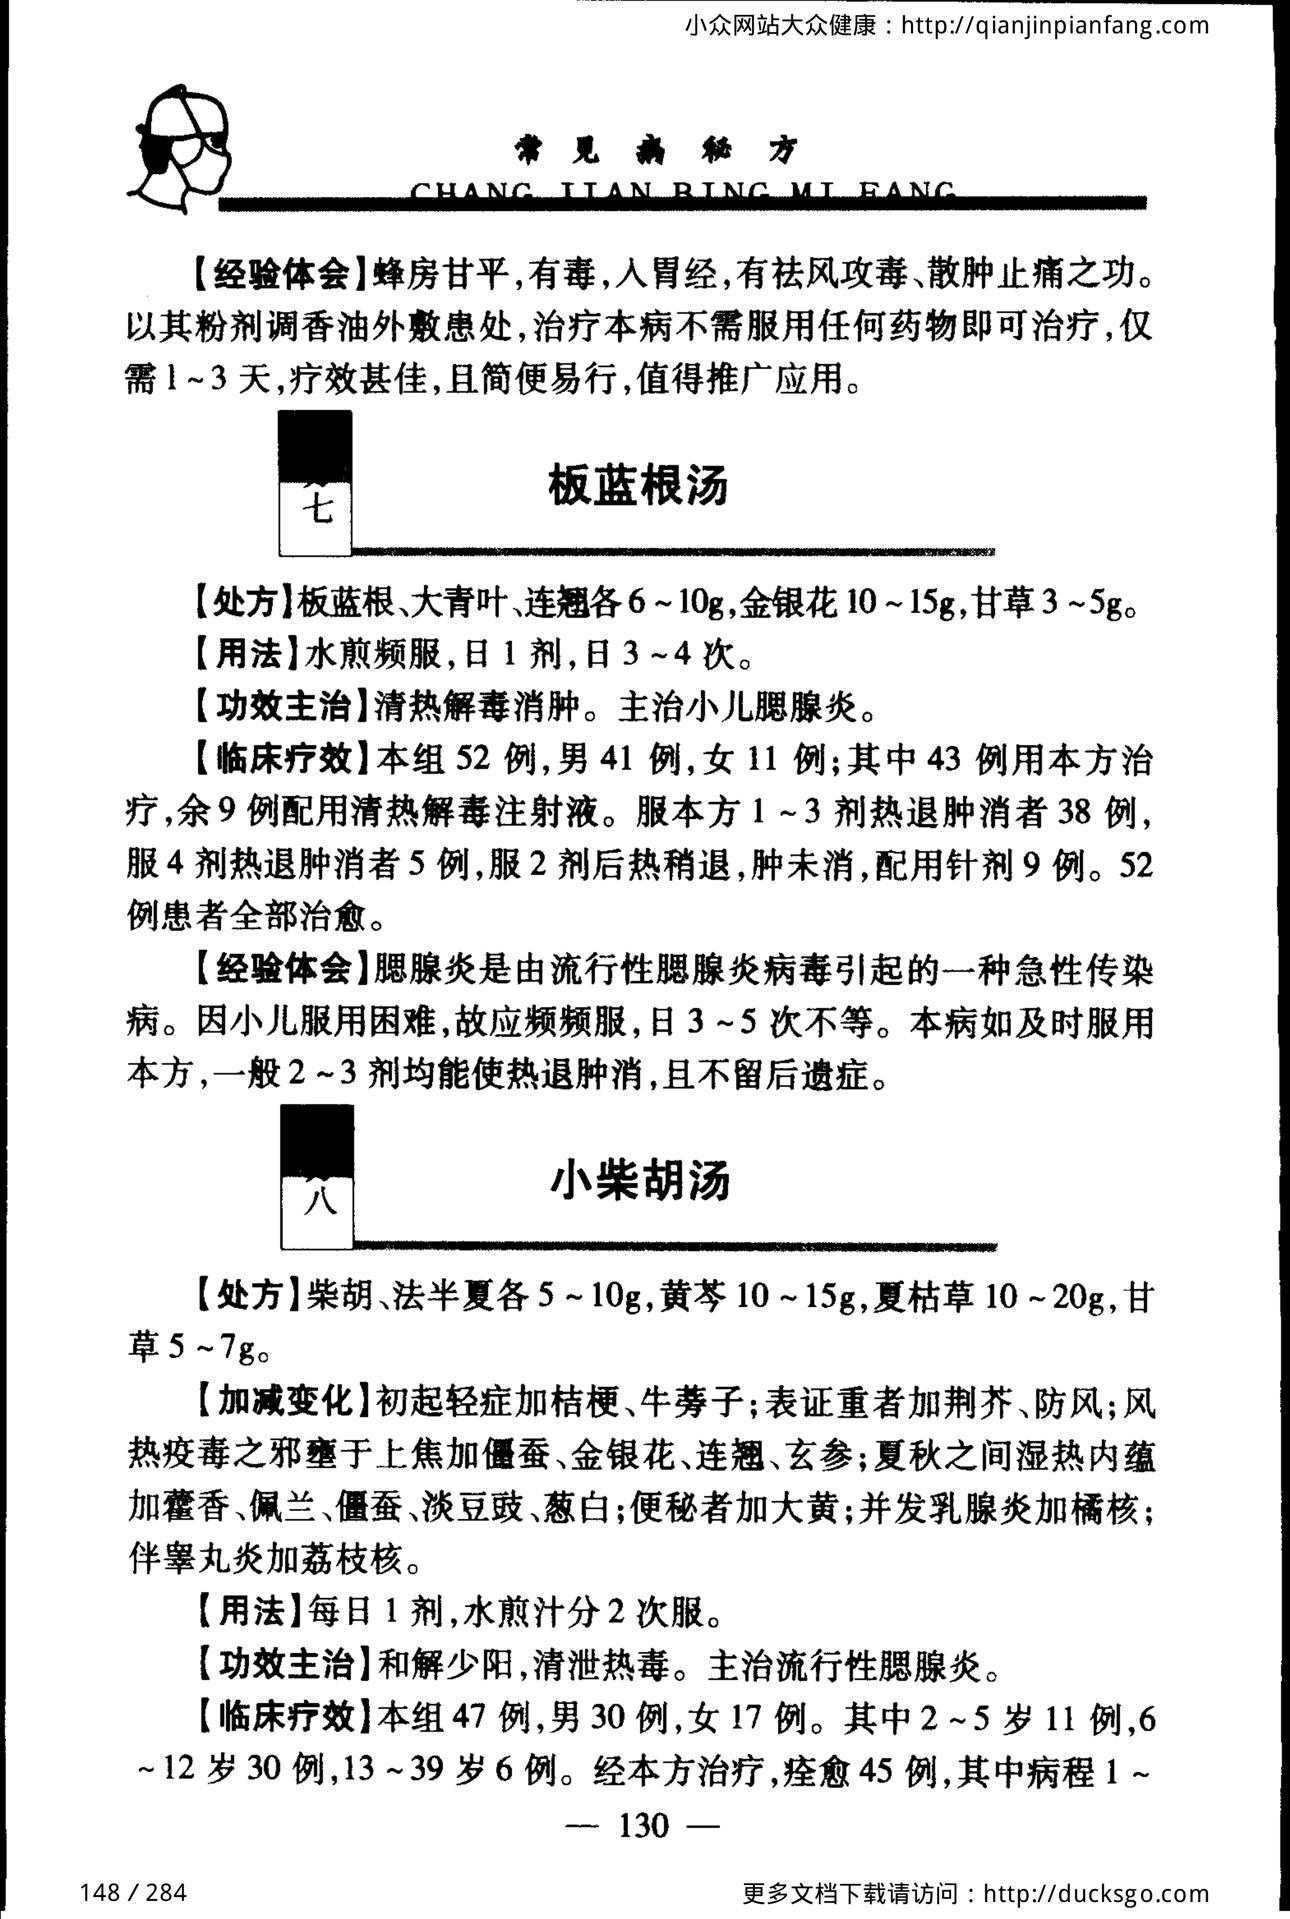 小众网站大众健康：http://qianjinpianfang.com
常见病秘方
CHANG JIAN BING MI FANG
【经验体会】蜂房甘平,有毒,人胃经,有祛风攻毒、散肿止痛之功。
以其粉剂调香油外敷患处,治疗本病不需服用任何药物即可治疗,仅
需1~3天,疗效甚佳,且简便易行,值得推广应用。
七
板蓝根汤
【处方】板蓝根、大青叶、连翘各6~10g,金银花10~15g,甘草3~5g。
【用法】水煎频服,日1剂,日3~4次。
【功效主治】清热解毒消肿。主治小儿腮腺炎。
【临床疗效】本组52例,男41例,女11例;其中43例用本方治
疗,余9例配用清热解毒注射液。服本方1~3剂热退肿消者38例,
服4剂热退肿消者5例,服2剂后热稍退,肿未消,配用针剂9例。52
例患者全部治愈。
【经验体会】腮腺炎是由流行性腮腺炎病毒引起的一种急性传染
病。因小儿服用困难,故应频频服,日3~5次不等。本病如及时服用
本方,一般2~3剂均能使热退肿消,且不留后遗症。
八
小柴胡汤
【处方】柴胡、法半夏各5~10g,黄芩10~15g,夏枯草10~20g,甘
草5~7g。
【加减变化】初起轻症加桔梗、牛蒡子;表证重者加荆芥、防风;风
热疫毒之邪壅于上焦加僵蚕、金银花、连翘、玄参;夏秋之间湿热内蕴
加藿香、佩兰、僵蚕、淡豆豉、葱白;便秘者加大黄;并发乳腺炎加橘核;
伴睾丸炎加荔枝核。
【用法】每日1剂,水煎汁分2次服。
【功效主治】和解少阳,清泄热毒。主治流行性腮腺炎。
【临床疗效】本组47例,男30例,女17例。其中2~5岁11例,6
~12岁30例,13~39岁6例。经本方治疗,痊愈45例,其中病程1~
— 130 —
148 / 284
更多文档下载请访问：http://ducksgo.com